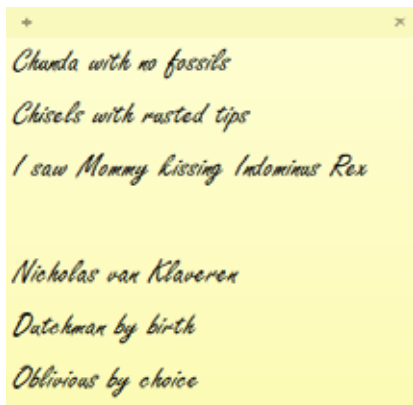 Chunda with no fossils
Chisels with rusted tips
I saw Mommy kissing Indominus Rex
Nicholas van Klaveren
Dutchman by birth
Oblivious by choice